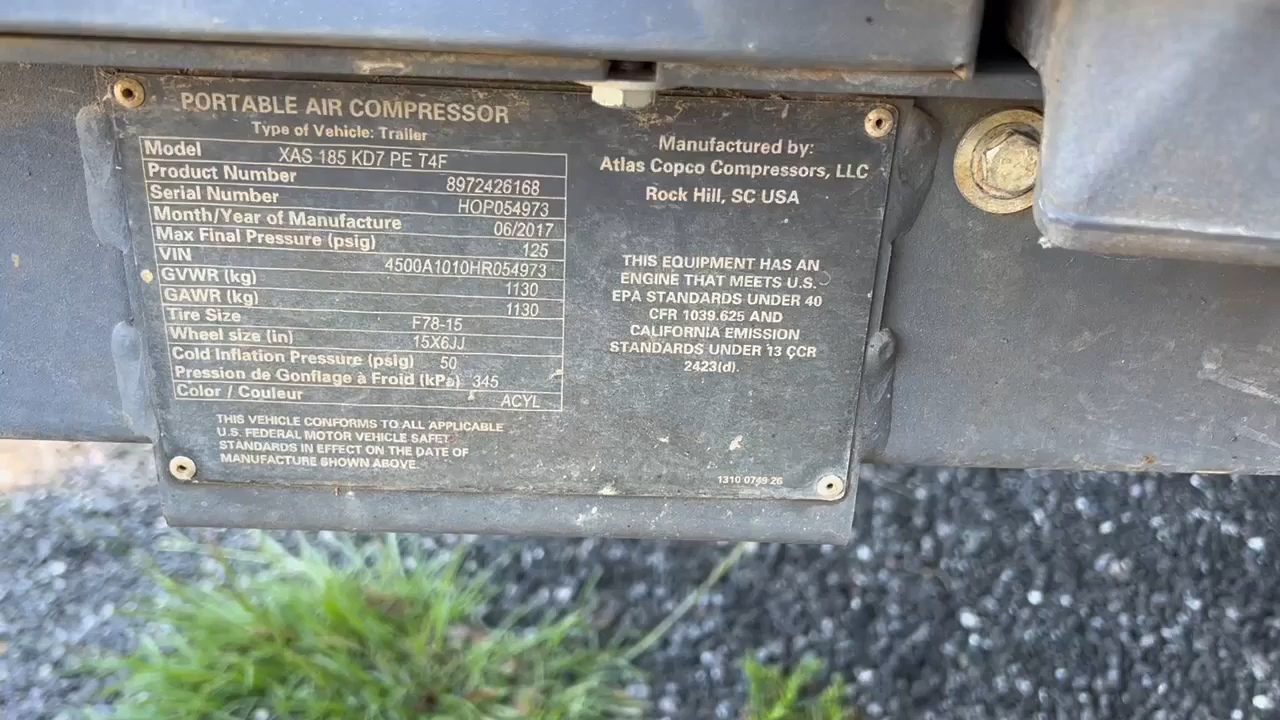 PORTABLE AIR COMPRESSOR
Type of Vehicle: Trailer
Model XAS 185 KD7 PE T4F
Product Number 8972426168
Serial Number HOP054973
Month/Year of Manufacture 06/2017
Max Final Pressure (psig) 125
VIN 4500A1010HR054973
GVWR (kg) 1130
GAWR (kg) 1130
Tire Size F78-15
Wheel size (in) 15X6JJ
Cold Inflation Pressure (psig) 50
Pression de Gonflage à Froid (kPa) 345
Color / Couleur ACYL
THIS VEHICLE CONFORMS TO ALL APPLICABLE
U.S. FEDERAL MOTOR VEHICLE SAFET
STANDARDS IN EFFECT ON THE DATE OF
MANUFACTURE SHOWN ABOVE.
Manufactured by:
Atlas Copco Compressors, LLC
Rock Hill, SC USA
THIS EQUIPMENT HAS AN
ENGINE THAT MEETS U.S.
EPA STANDARDS UNDER 40
CFR 1039.625 AND
CALIFORNIA EMISSION
STANDARDS UNDER 13 CCR
2423(d).
1310 0749 26